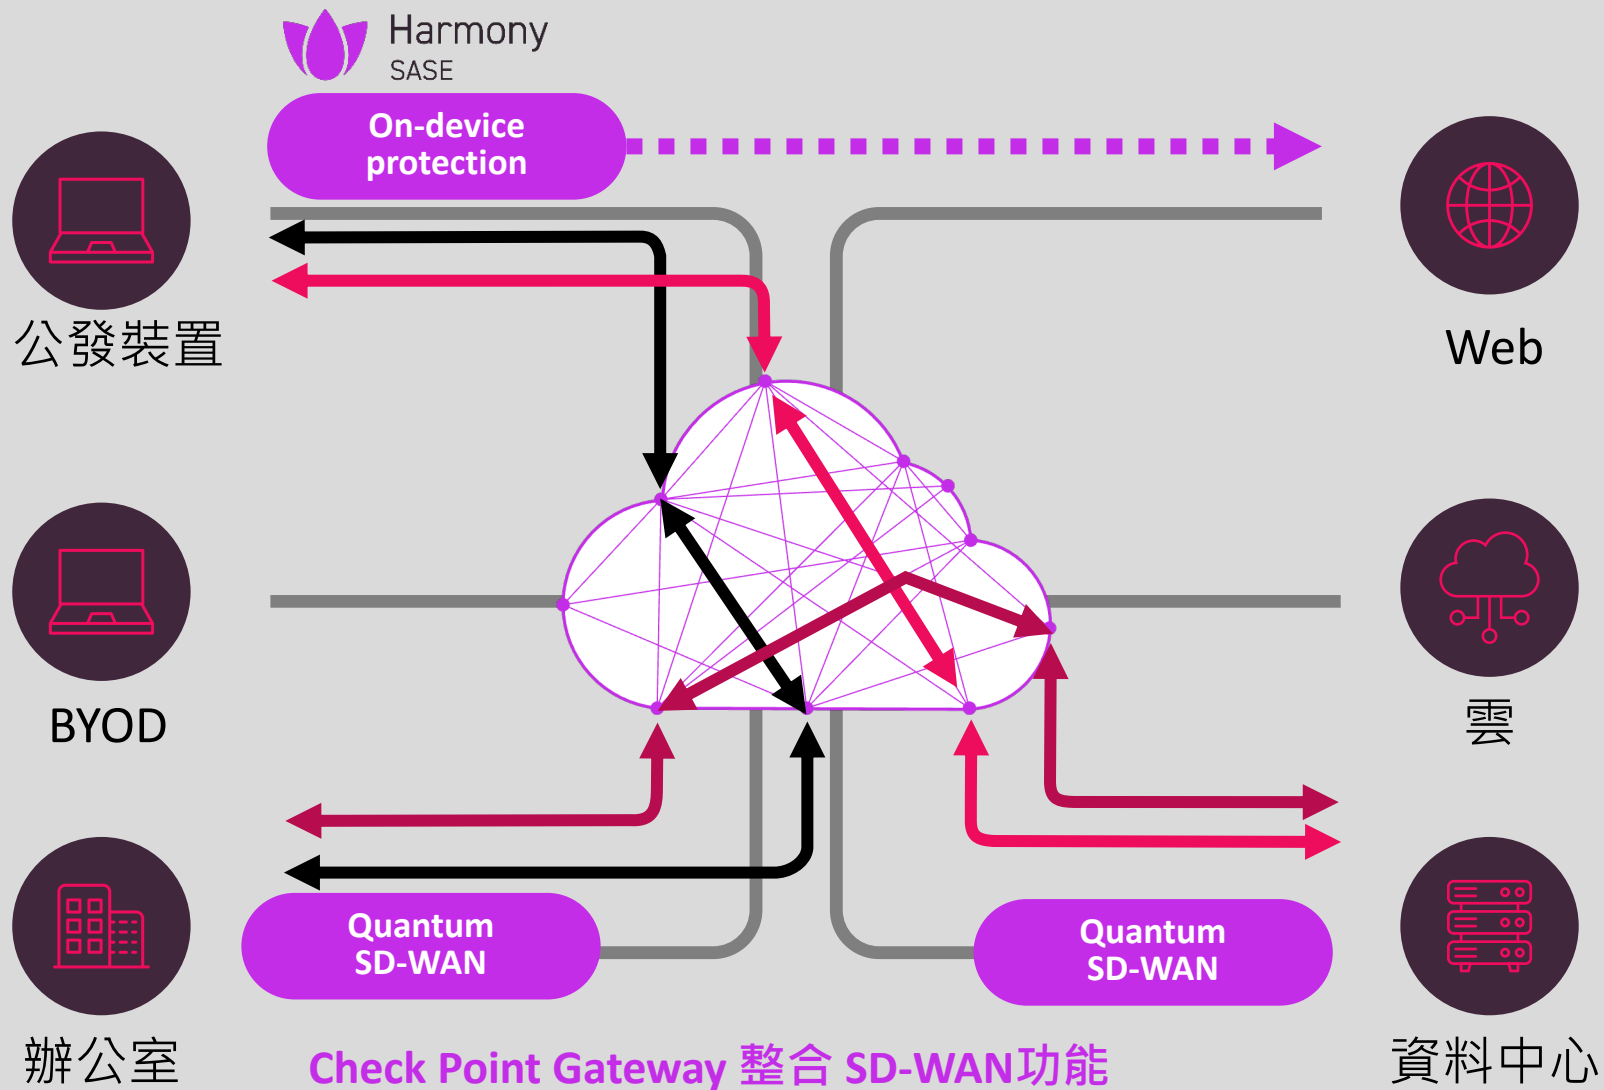 Harmony
SASE
On-device
protection
公發裝置
Web
BYOD
雲
Quantum
SD-WAN
Quantum
SD-WAN
辦公室
資料中心
Check Point Gateway 整合 SD-WAN功能